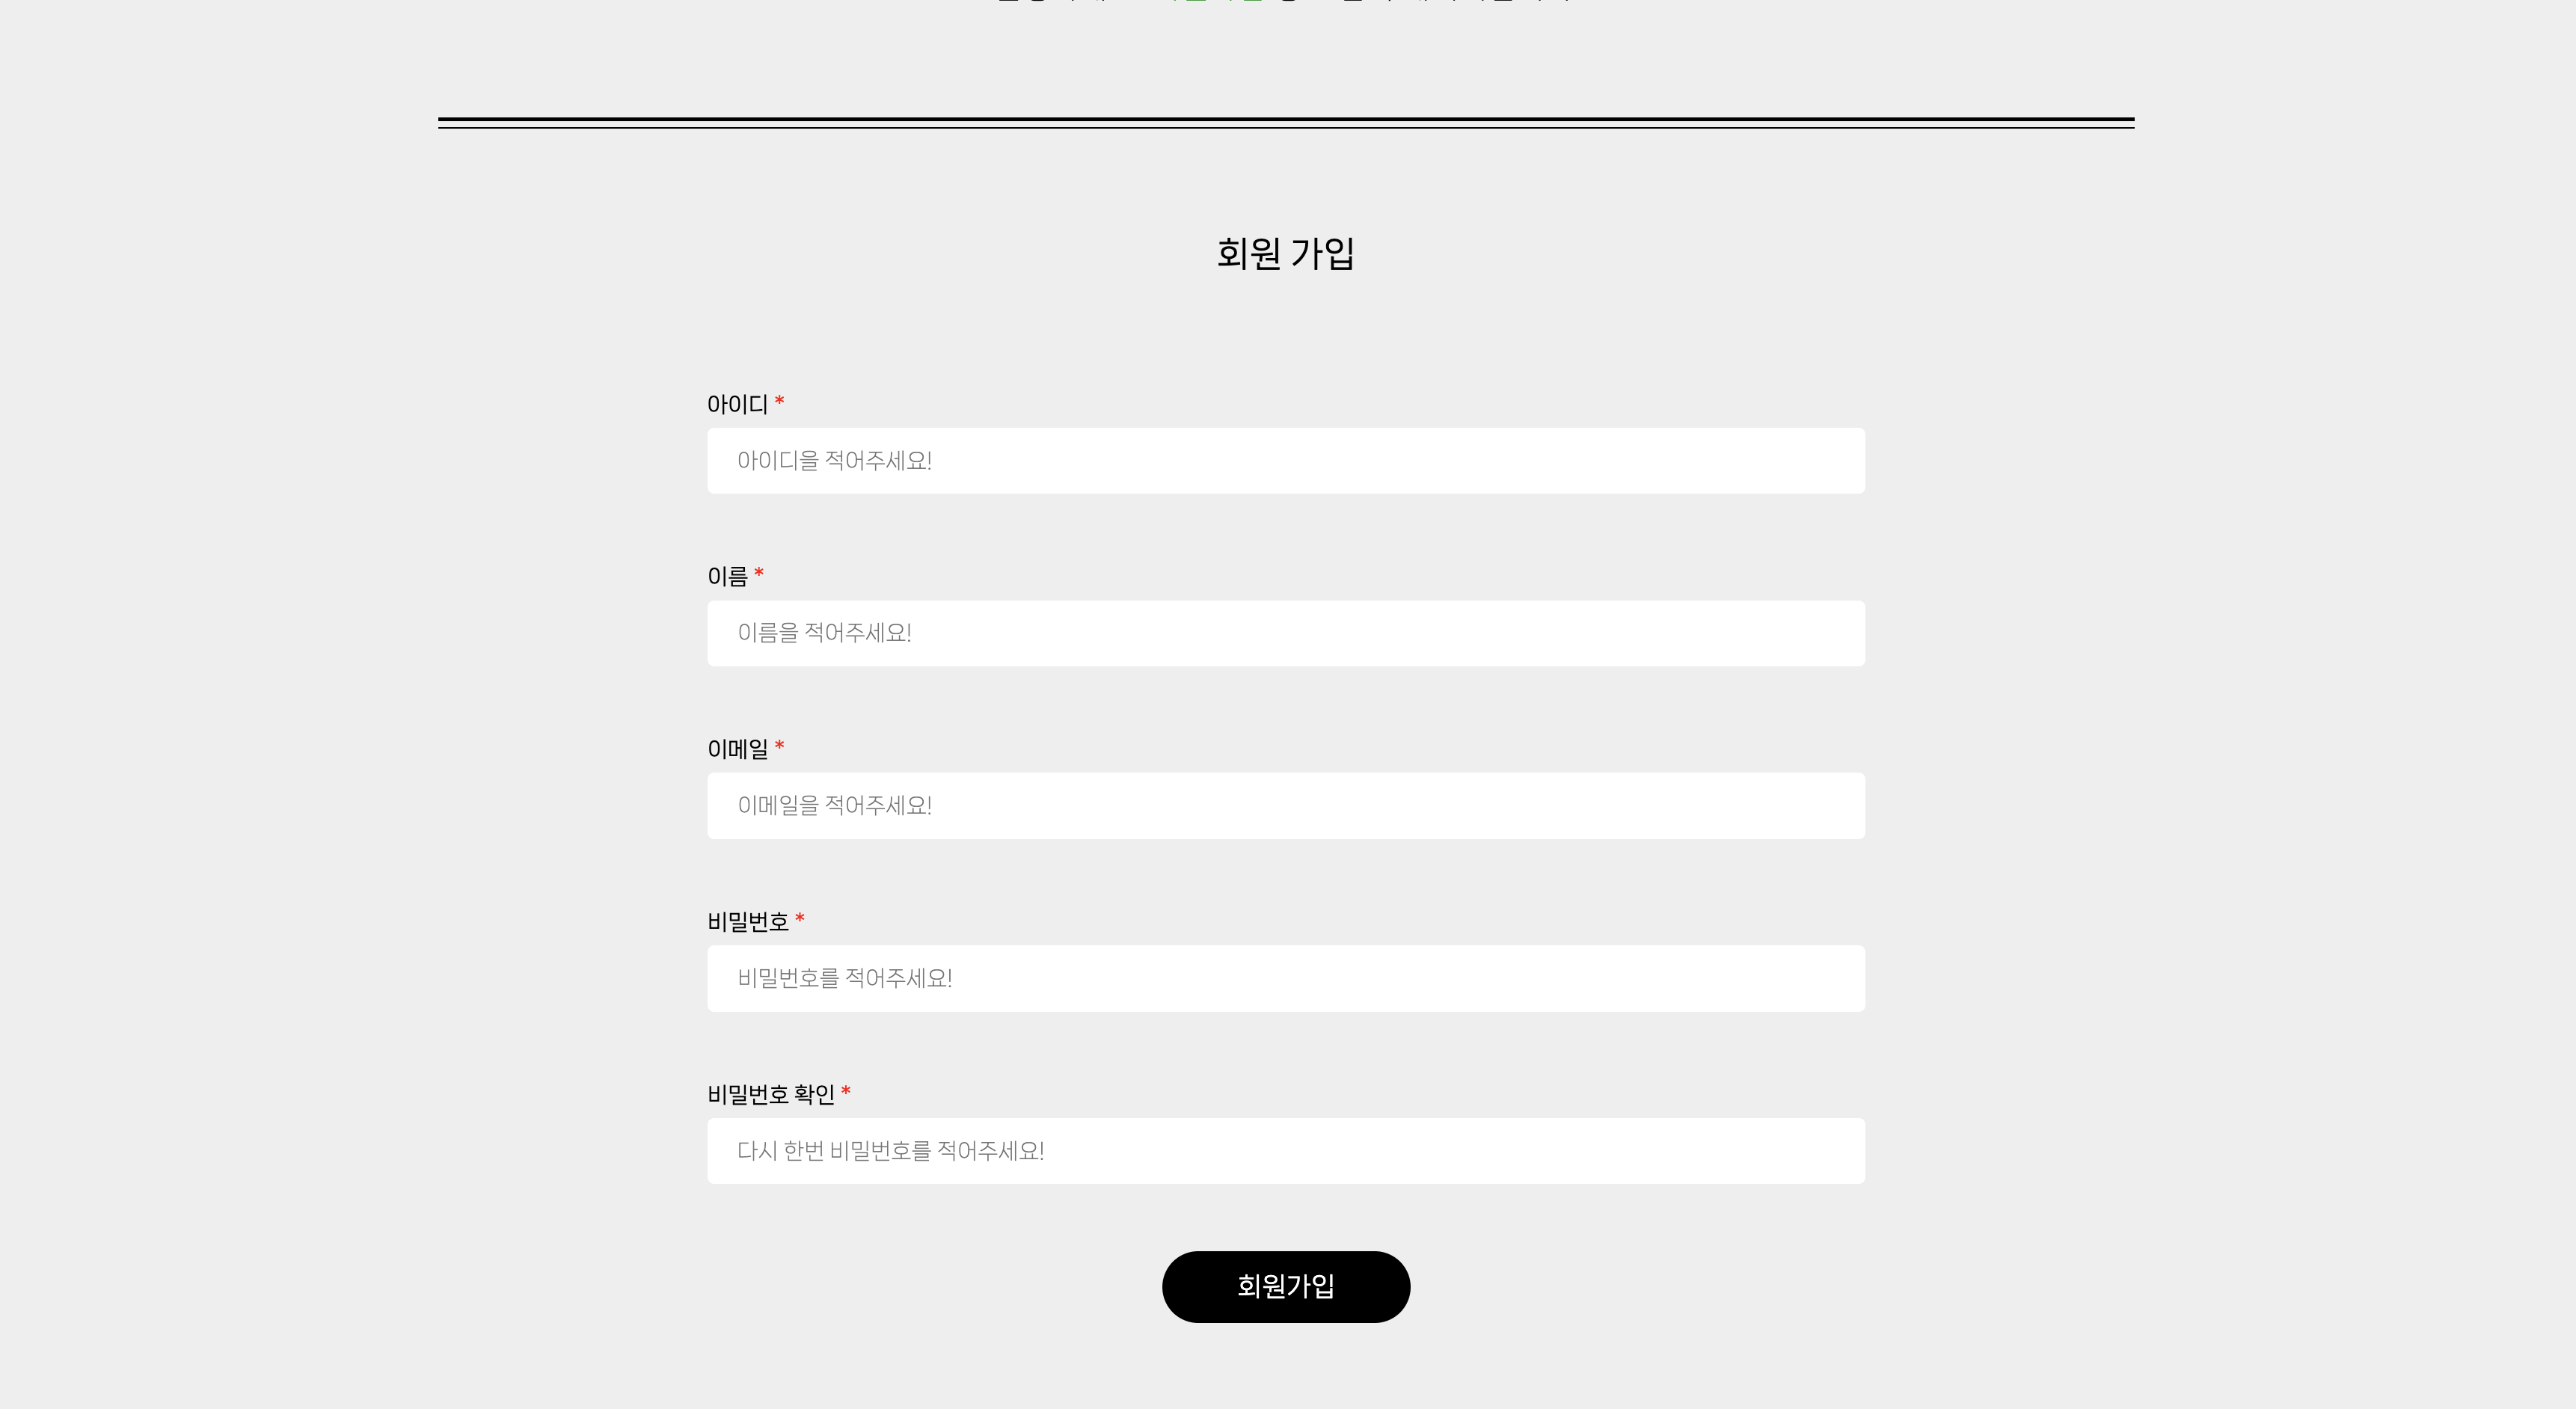 회원 가입
아이디 *
아이디을 적어주세요!
이름 *
이름을 적어주세요!
이메일 *
이메일을 적어주세요!
비밀번호 *
비밀번호를 적어주세요!
비밀번호 확인 *
다시 한번 비밀번호를 적어주세요!
회원가입